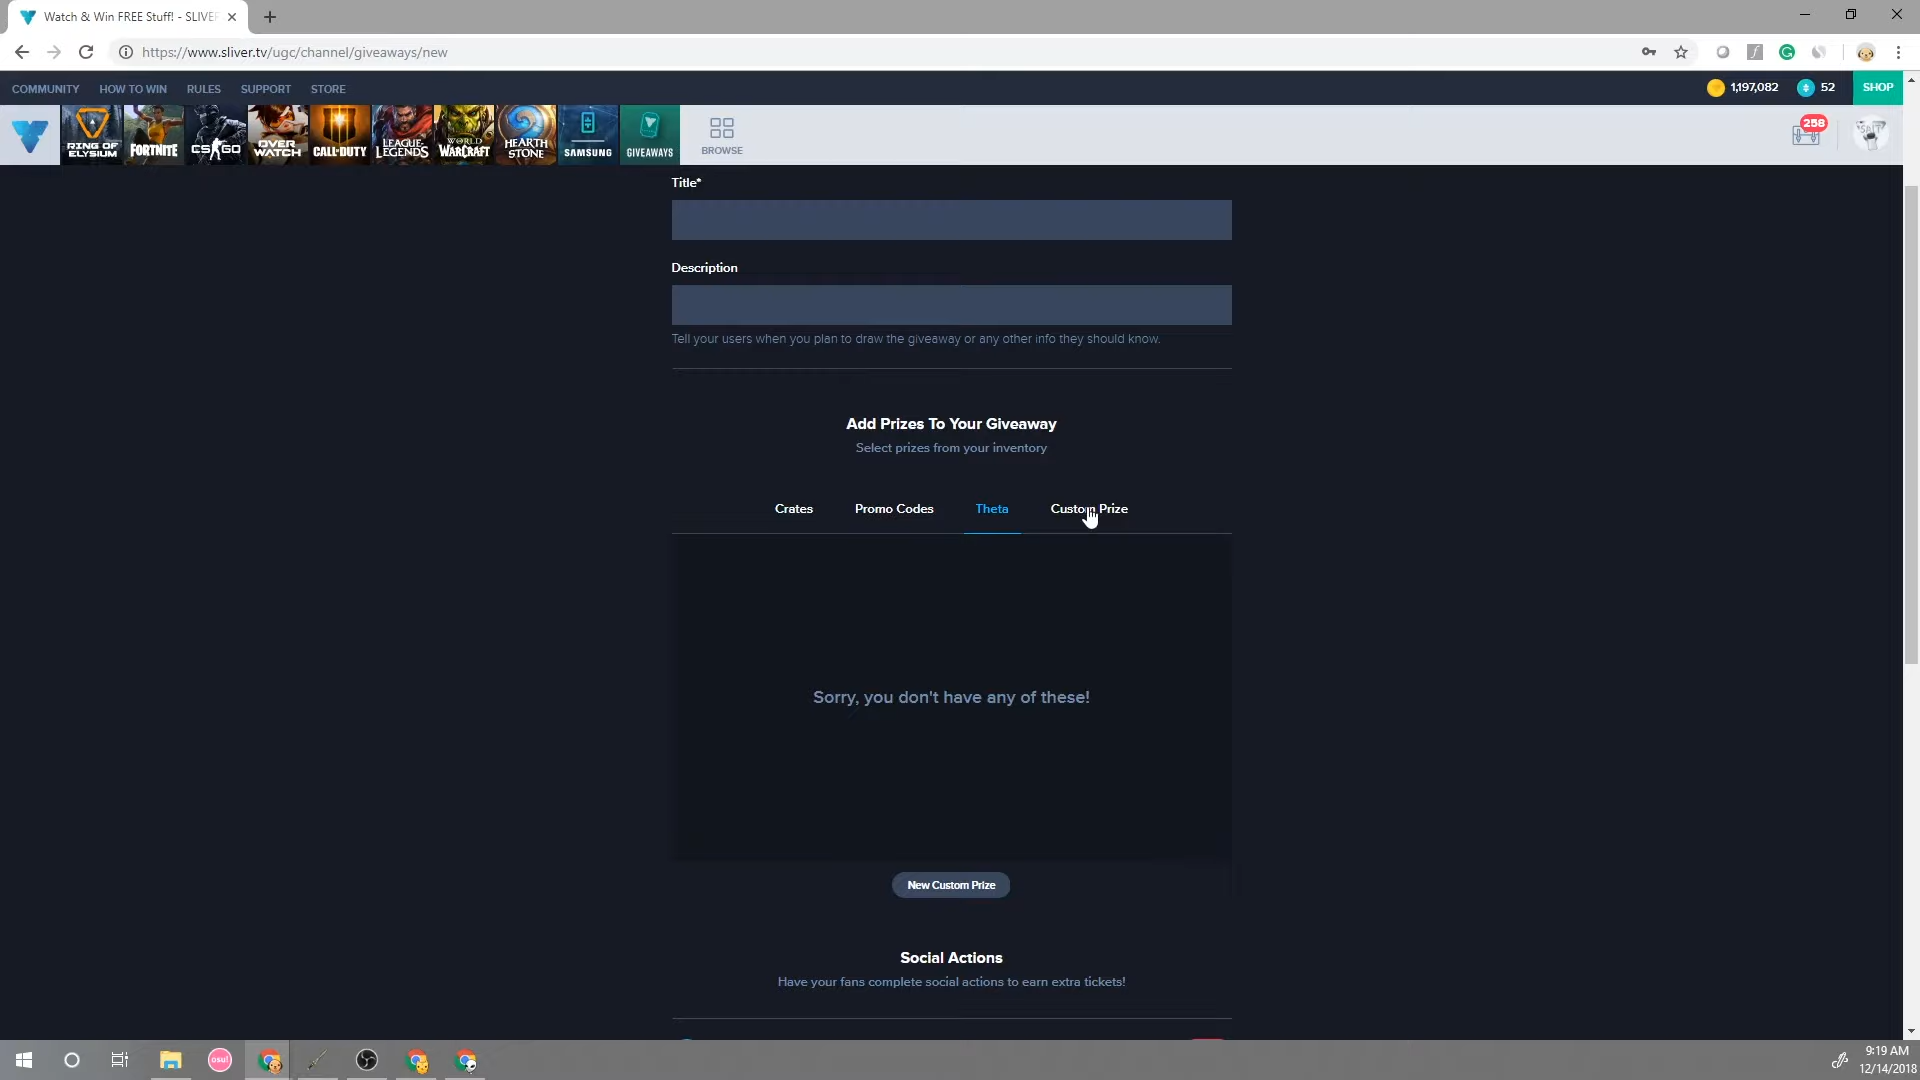 Watch & Win FREE Stuff! - SLIVER
https://www.sliver.tv/ugc/channel/giveaways/new
COMMUNITY HOW TO WIN RULES SUPPORT STORE
1,197,082 52 SHOP
RING OF ELYSIUM
FORTNITE
CS:GO
OVERWATCH
CALL OF DUTY
LEAGUE LEGENDS
WORLD WARCRAFT
HEARTHSTONE
SAMSUNG
GIVEAWAYS
BROWSE
258
SALT
Title*
Description
Tell your users when you plan to draw the giveaway or any other info they should know.
Add Prizes To Your Giveaway
Select prizes from your inventory
Crates Promo Codes Theta Custom Prize
Sorry, you don't have any of these!
New Custom Prize
Social Actions
Have your fans complete social actions to earn extra tickets!
osu!
9:19 AM
12/14/2018